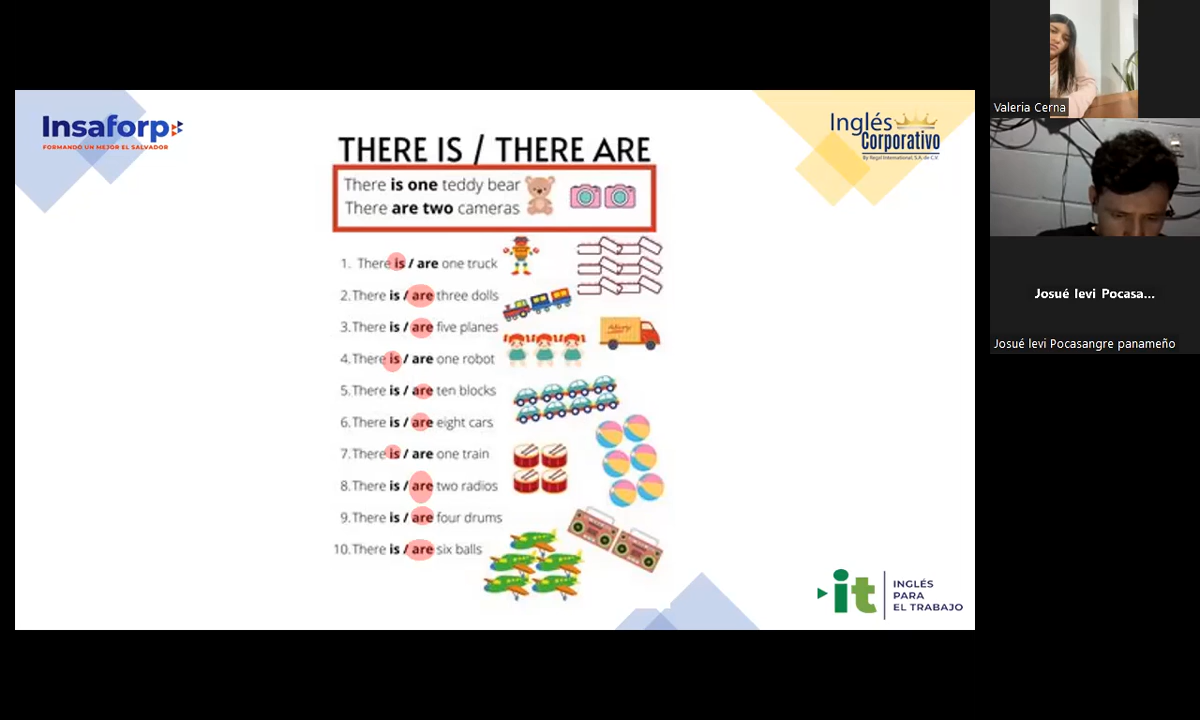 Insaforp
FORMANDO UN MEJOR EL SALVADOR
Inglés
Corporativo
By Regal International, S.A. de C.V.
THERE IS / THERE ARE
There is one teddy bear
There are two cameras
1. There is / are one truck
2.There is / are three dolls
3.There is / are five planes
4.There is / are one robot
5.There is / are ten blocks
6.There is / are eight cars
7.There is / are one train
8.There is / are two radios
9.There is / are four drums
10.There is / are six balls
it
INGLÉS
PARA
EL TRABAJO
Valeria Cerna
Josué levi Pocasa...
Josué levi Pocasangre panameño